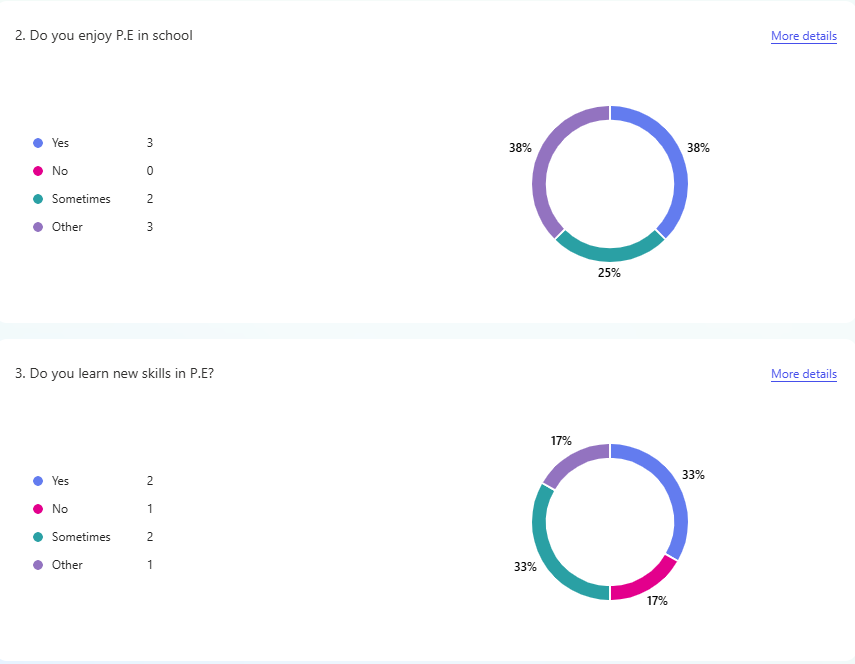 2. Do you enjoy P.E in school
More details
Yes 3
No 0
Sometimes 2
Other 3
38%
38%
25%
3. Do you learn new skills in P.E?
More details
Yes 2
No 1
Sometimes 2
Other 1
17%
33%
33%
17%